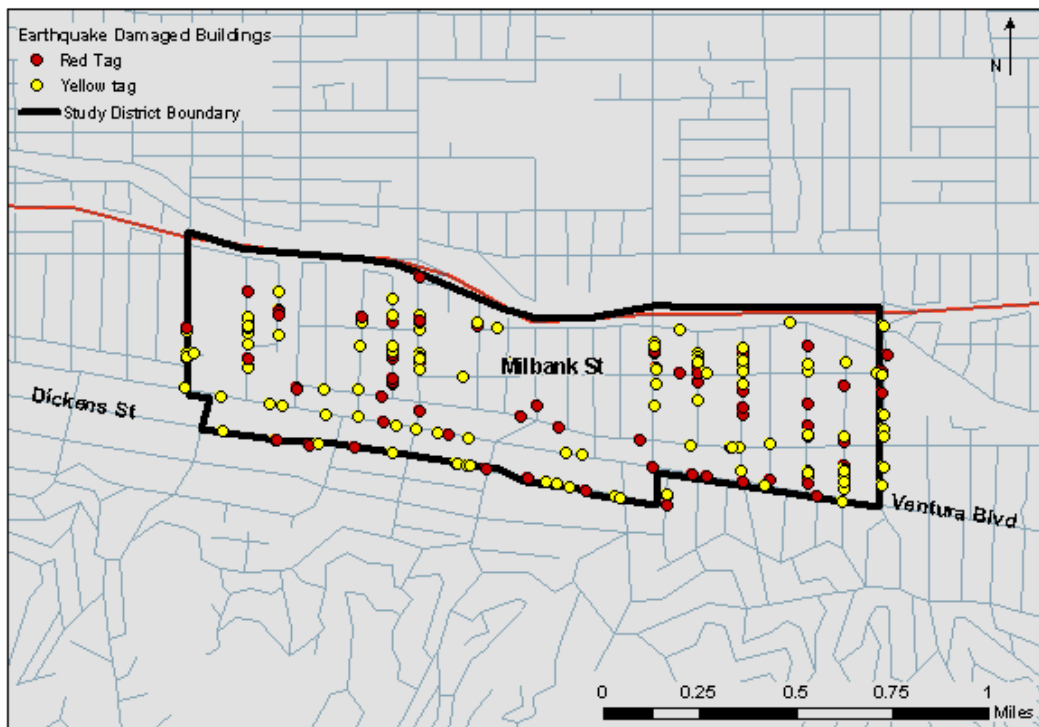 Earthquake Damaged Buildings
Red Tag
Yellow tag
Study District Boundary
N
Milbank St
Dickens St
Ventura Blvd
0 0.25 0.5 0.75 1
Miles